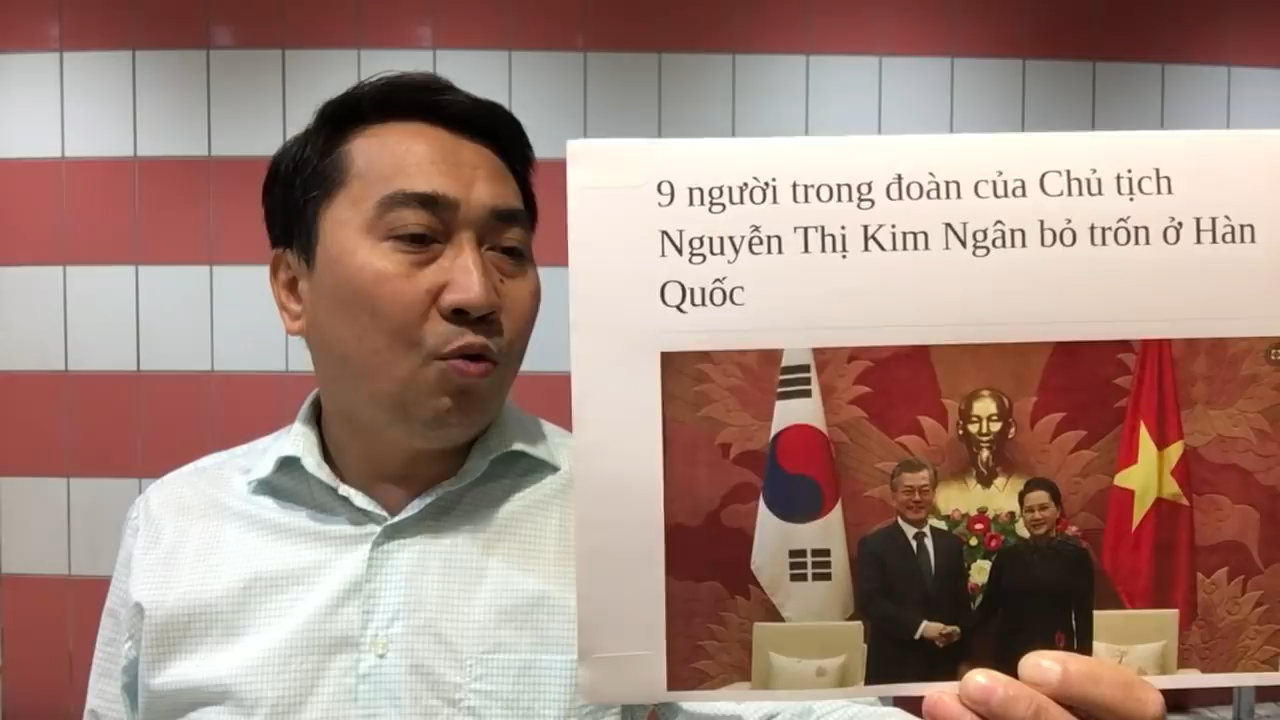 9 người trong đoàn của Chủ tịch
Nguyễn Thị Kim Ngân bỏ trốn ở Hàn
Quốc